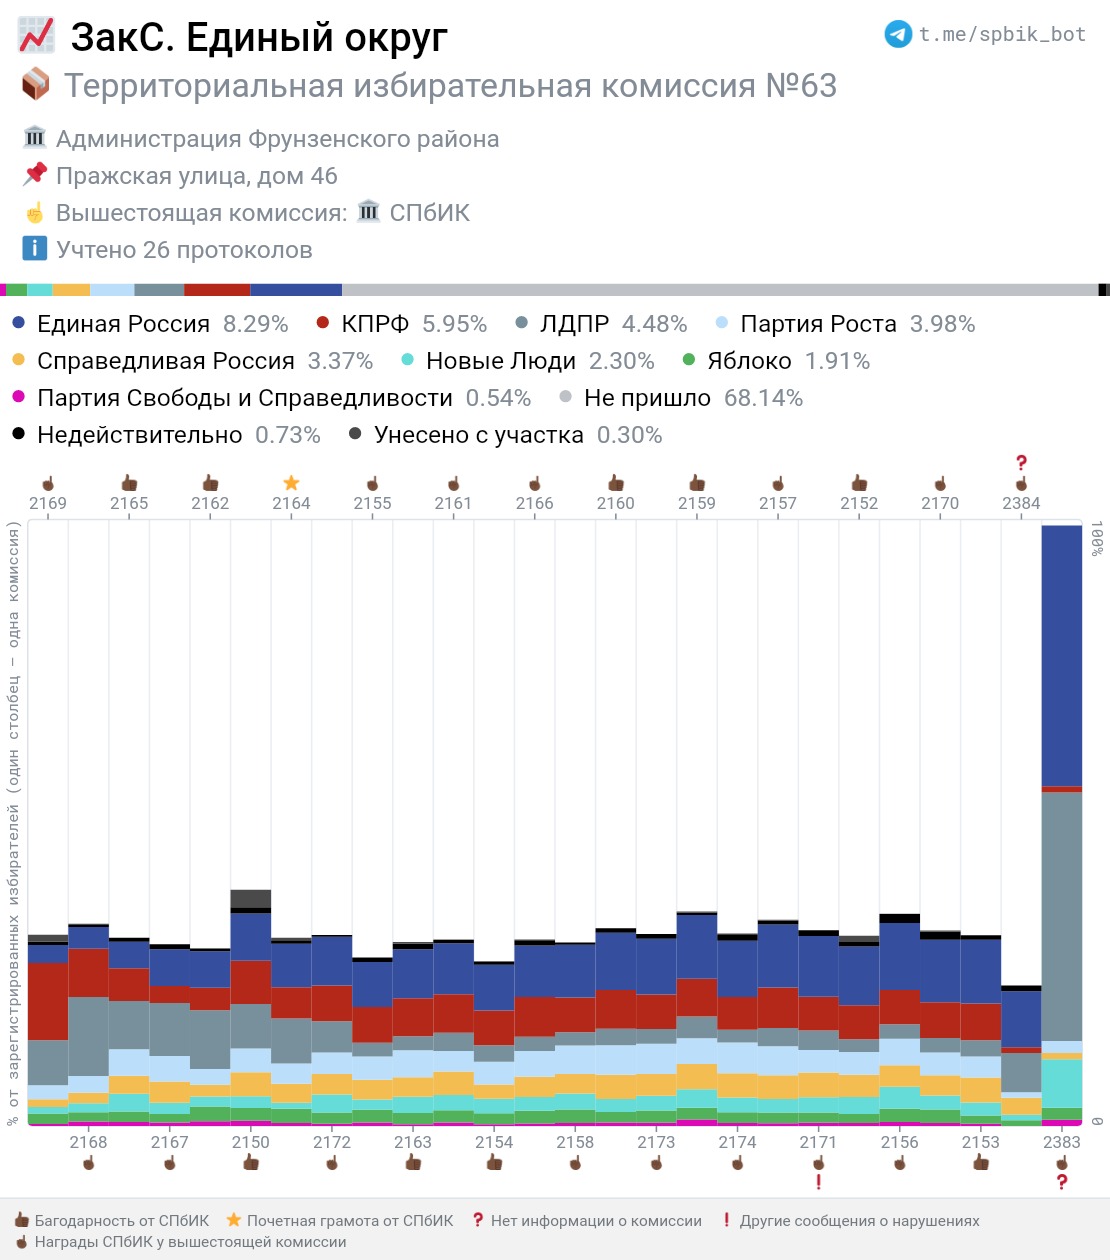 ЗакС. Единый округ
t.me/spbik_bot
Территориальная избирательная комиссия №63
Администрация Фрунзенского района
Пражская улица, дом 46
Вышестоящая комиссия: СПбИК
Учтено 26 протоколов
Единая Россия 8.29% КПРФ 5.95% ЛДПР 4.48% Партия Роста 3.98%
Справедливая Россия 3.37% Новые Люди 2.30% Яблоко 1.91%
Партия Свободы и Справедливости 0.54% Не пришло 68.14%
Недействительно 0.73% Унесено с участка 0.30%
2169 2165 2162 2164 2155 2161 2166 2160 2159 2157 2152 2170 2384
% от зарегистрированных избирателей (один столбец – одна комиссия)
100%
0
2168 2167 2150 2172 2163 2154 2158 2173 2174 2171 2156 2153 2383
Багодарность от СПбИК Почетная грамота от СПбИК Нет информации о комиссии Другие сообщения о нарушениях
Награды СПбИК у вышестоящей комиссии